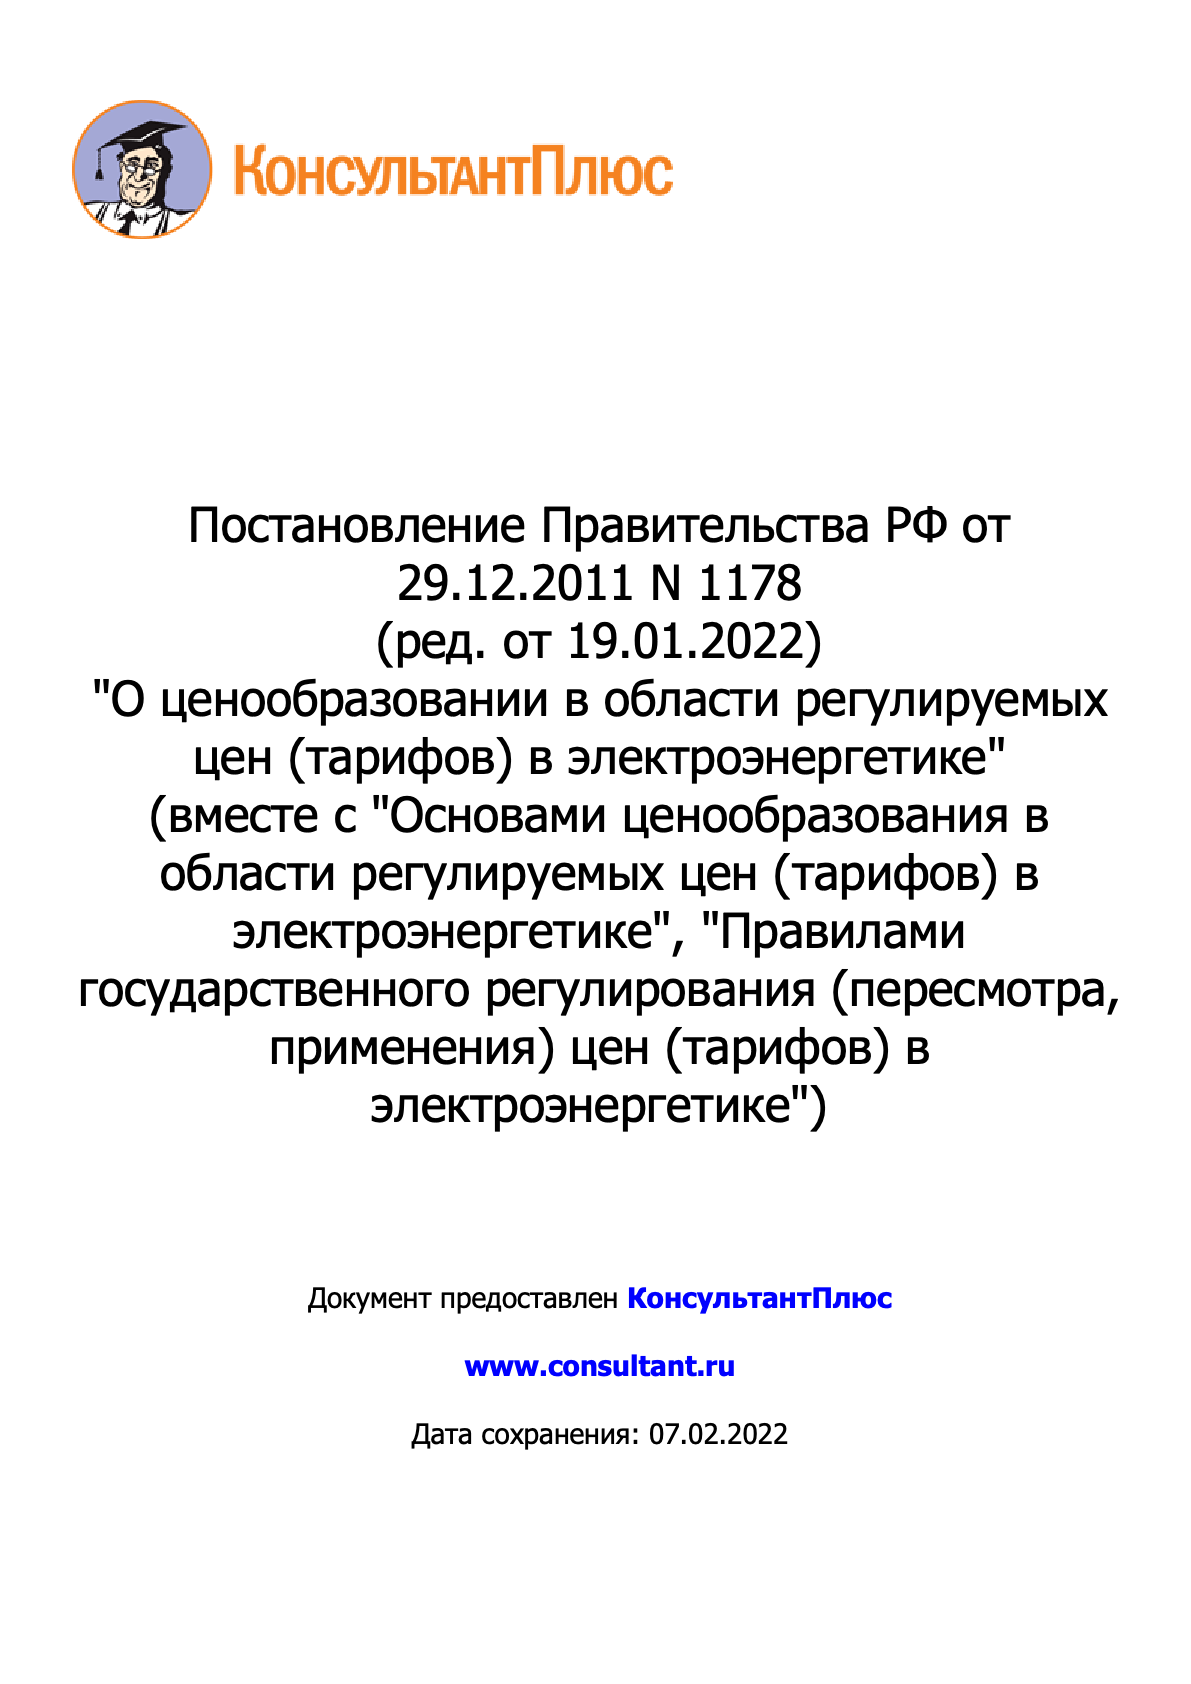 КонсультантПлюс
Постановление Правительства РФ от
29.12.2011 N 1178
(ред. от 19.01.2022)
"О ценообразовании в области регулируемых
цен (тарифов) в электроэнергетике"
(вместе с "Основами ценообразования в
области регулируемых цен (тарифов) в
электроэнергетике", "Правилами
государственного регулирования (пересмотра,
применения) цен (тарифов) в
электроэнергетике")
Документ предоставлен КонсультантПлюс
www.consultant.ru
Дата сохранения: 07.02.2022